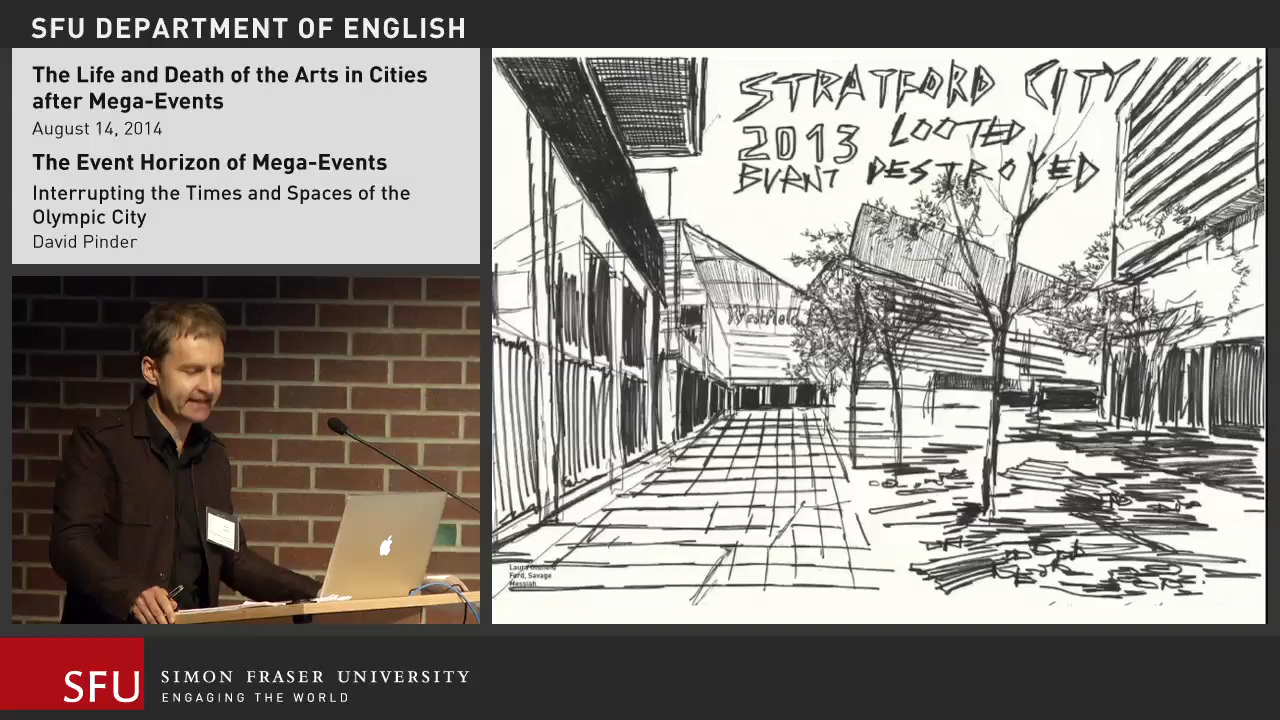 SFU DEPARTMENT OF ENGLISH
The Life and Death of the Arts in Cities
after Mega-Events
August 14, 2014
The Event Horizon of Mega-Events
Interrupting the Times and Spaces of the
Olympic City
David Pinder
STRATFORD CITY
2013 LOOTED
BURNT DESTROYED
Westfield
Laura Oldfield
Ford, Savage
Messiah
SFU
SIMON FRASER UNIVERSITY
ENGAGING THE WORLD